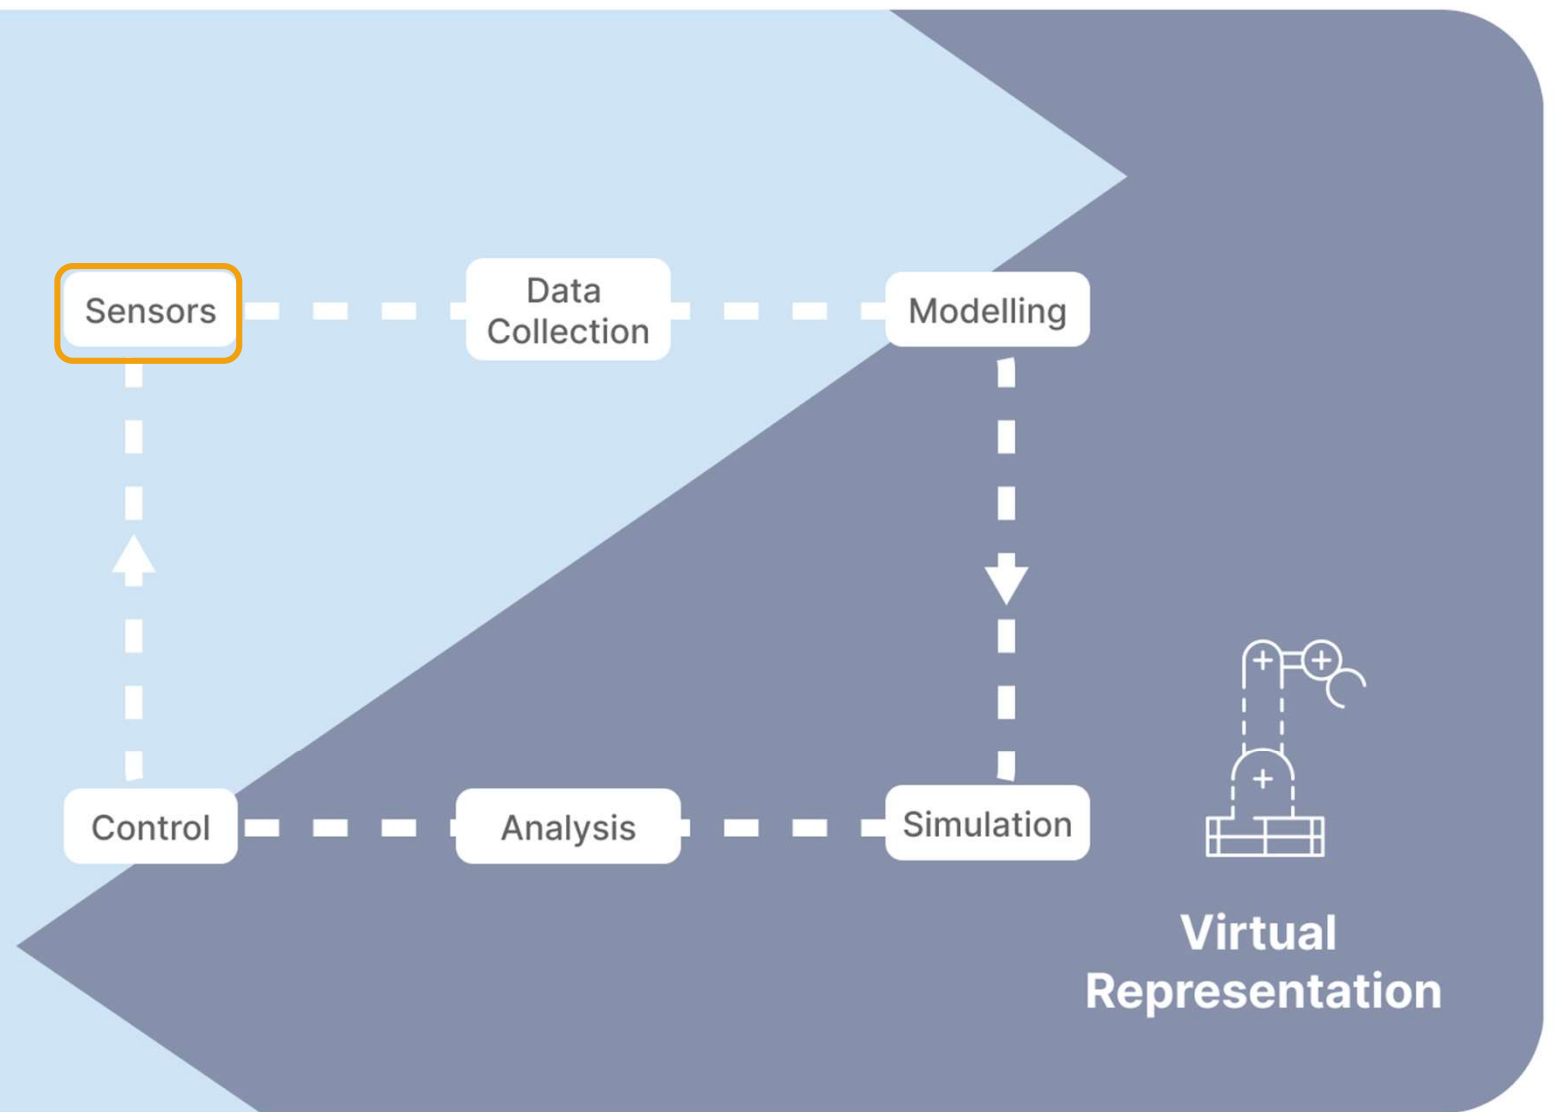 Sensors
Data
Collection
Modelling
Control
Analysis
Simulation
Virtual
Representation